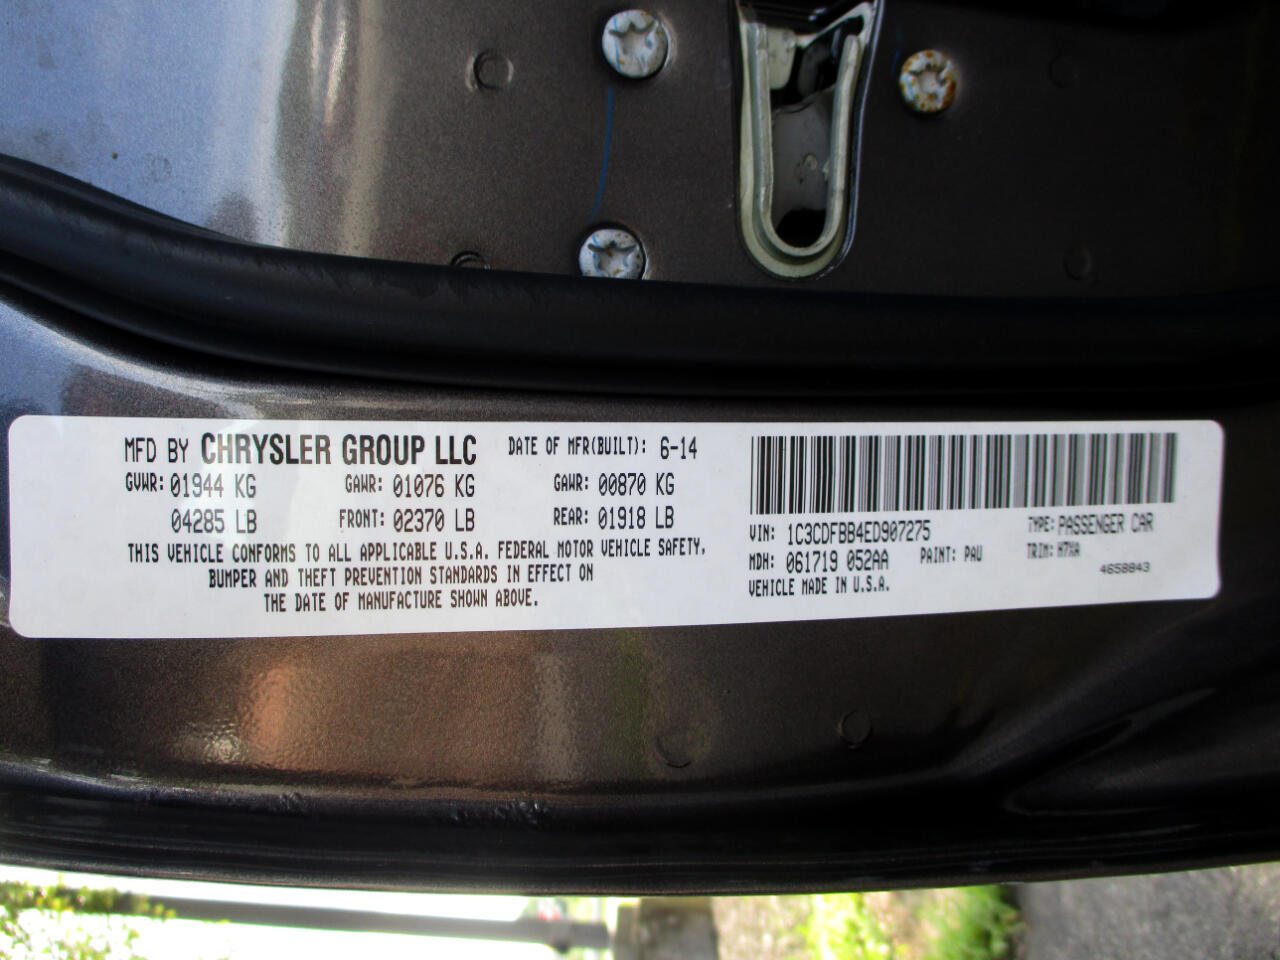 MFD BY CHRYSLER GROUP LLC DATE OF MFR(BUILT): 6-14
GVWR: 01944 KG GAWR: 01076 KG GAWR: 00870 KG
04285 LB FRONT: 02370 LB REAR: 01918 LB
THIS VEHICLE CONFORMS TO ALL APPLICABLE U.S.A. FEDERAL MOTOR VEHICLE SAFETY,
BUMPER AND THEFT PREVENTION STANDARDS IN EFFECT ON
THE DATE OF MANUFACTURE SHOWN ABOVE.
VIN: 1C3CDFBB4ED907275 TYPE: PASSENGER CAR
MDH: 061719 052AA PAINT: PAU TRIM: H7XA
VEHICLE MADE IN U.S.A. 4658843